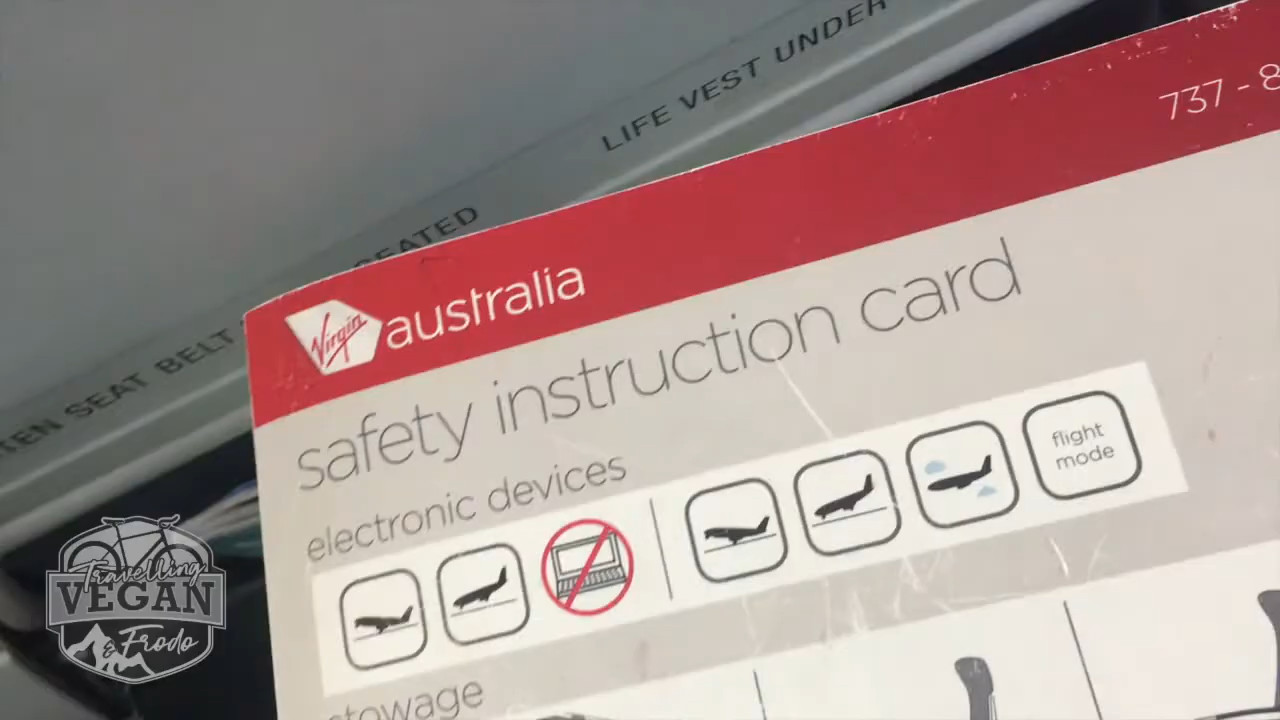 LIFE VEST UNDER
SEATED
TEN SEAT BELT
737 - 8
Virgin australia
safety instruction card
electronic devices
flight
mode
stowage
Travelling
VEGAN
& Frodo